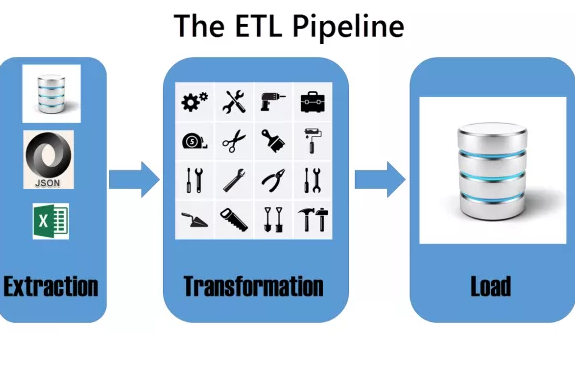 The ETL Pipeline
JSON
X
Extraction
Transformation
Load